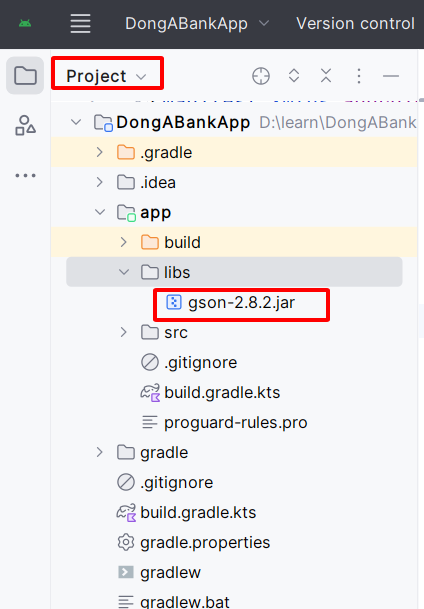 DongABankApp Version control
Project
DongABankApp D:\learn\DongABank
.gradle
.idea
app
build
libs
gson-2.8.2.jar
src
.gitignore
build.gradle.kts
proguard-rules.pro
gradle
.gitignore
build.gradle.kts
gradle.properties
gradlew
gradlew.bat